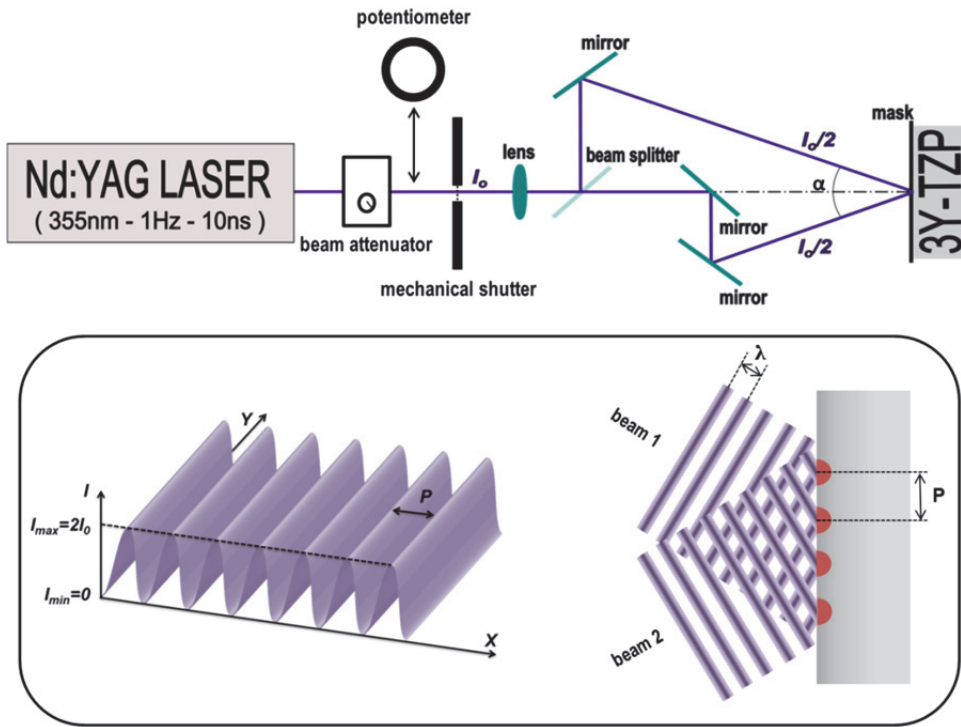 potentiometer
mirror
mask
Nd:YAG LASER
( 355nm - 1Hz - 10ns )
beam attenuator
Io
lens
beam splitter
Io/2
α
Io/2
3Y-TZP
mirror
mechanical shutter
mirror
I
Imax=2I0
Imin=0
Y
P
X
λ
beam 1
P
beam 2